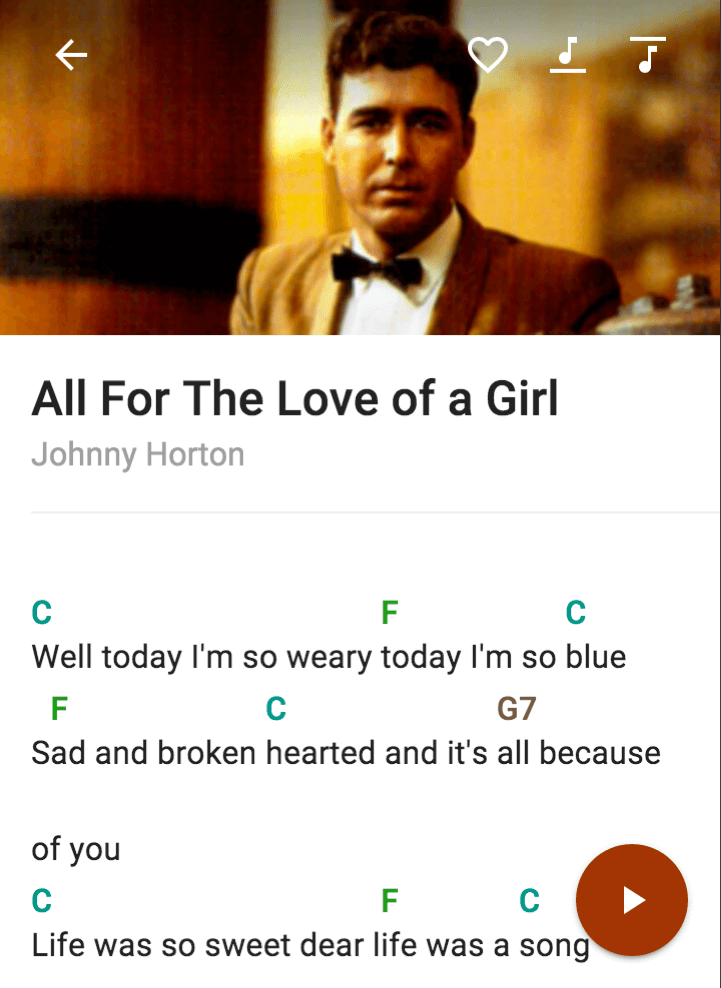 All For The Love of a Girl
Johnny Horton
C F C
Well today I'm so weary today I'm so blue
F C G7
Sad and broken hearted and it's all because
of you
C F C
Life was so sweet dear life was a song